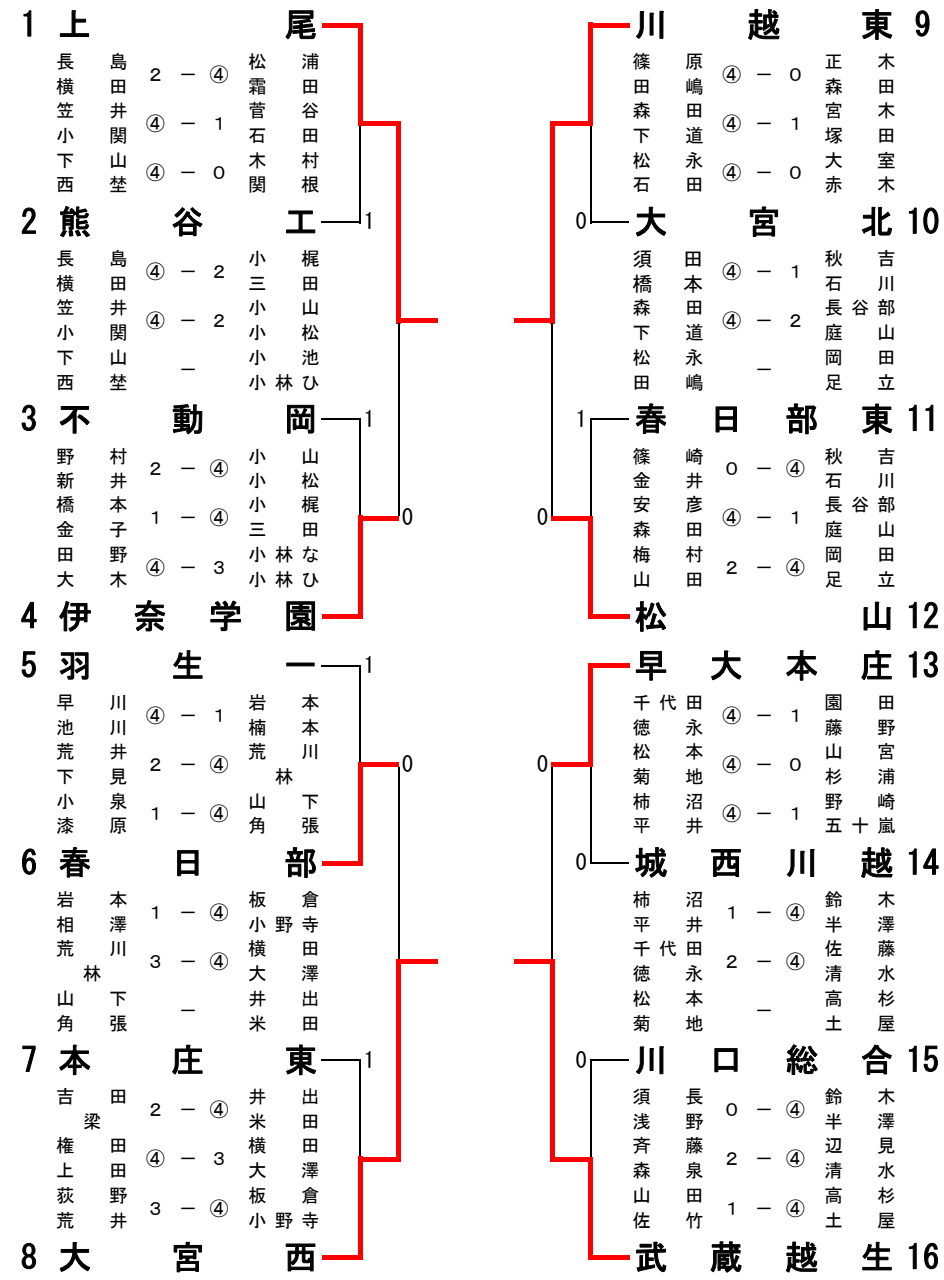 1 上尾
長島 2 － ④ 松浦
横田 霜田
笠井 ④ － 1 菅谷
小関 石田
下山 ④ － 0 木村
西埜 関根
1
2 熊谷工
長島 ④ － 2 小梶
横田 三田
笠井 ④ － 2 小山
小関 小松
下山 － 小池
西埜 小林ひ
3 不動岡
1
野村 2 － ④ 小山
新井 小松
橋本 1 － ④ 小梶
金子 三田
0
田野 ④ － 3 小林な
大木 小林ひ
4 伊奈学園
5 羽生一
1
早川 ④ － 1 岩本
池川 楠本
荒井 2 － ④ 荒川
下見 林
0
小泉 1 － ④ 山下
漆原 角張
6 春日部
岩本 1 － ④ 板倉
相澤 小野寺
荒川 3 － ④ 横田
林 大澤
山下 － 井出
角張 米田
7 本庄東
1
吉田 2 － ④ 井出
梁 米田
権田 ④ － 3 横田
上田 大澤
荻野 3 － ④ 板倉
荒井 小野寺
8 大宮西
川越東 9
篠原 ④ － 0 正木
田嶋 森田
森田 ④ － 1 宮木
下道 塚田
松永 ④ － 0 大室
石田 赤木
0
大宮北 10
須田 ④ － 1 秋吉
橋本 石川
森田 ④ － 2 長谷部
下道 庭山
松永 － 岡田
田嶋 足立
1
春日部東 11
篠崎 0 － ④ 秋吉
金井 石川
安彦 ④ － 1 長谷部
森田 庭山
0
梅村 2 － ④ 岡田
山田 足立
松山 12
早大本庄 13
千代田 ④ － 1 園田
徳永 藤野
松本 ④ － 0 山宮
菊地 杉浦
0
柿沼 ④ － 1 野崎
平井 五十嵐
0
城西川越 14
柿沼 1 － ④ 鈴木
平井 半澤
千代田 2 － ④ 佐藤
徳永 清水
松本 － 高杉
菊地 土屋
0
川口総合 15
須長 0 － ④ 鈴木
浅野 半澤
斉藤 2 － ④ 辺見
森泉 清水
山田 1 － ④ 高杉
佐竹 土屋
武蔵越生 16